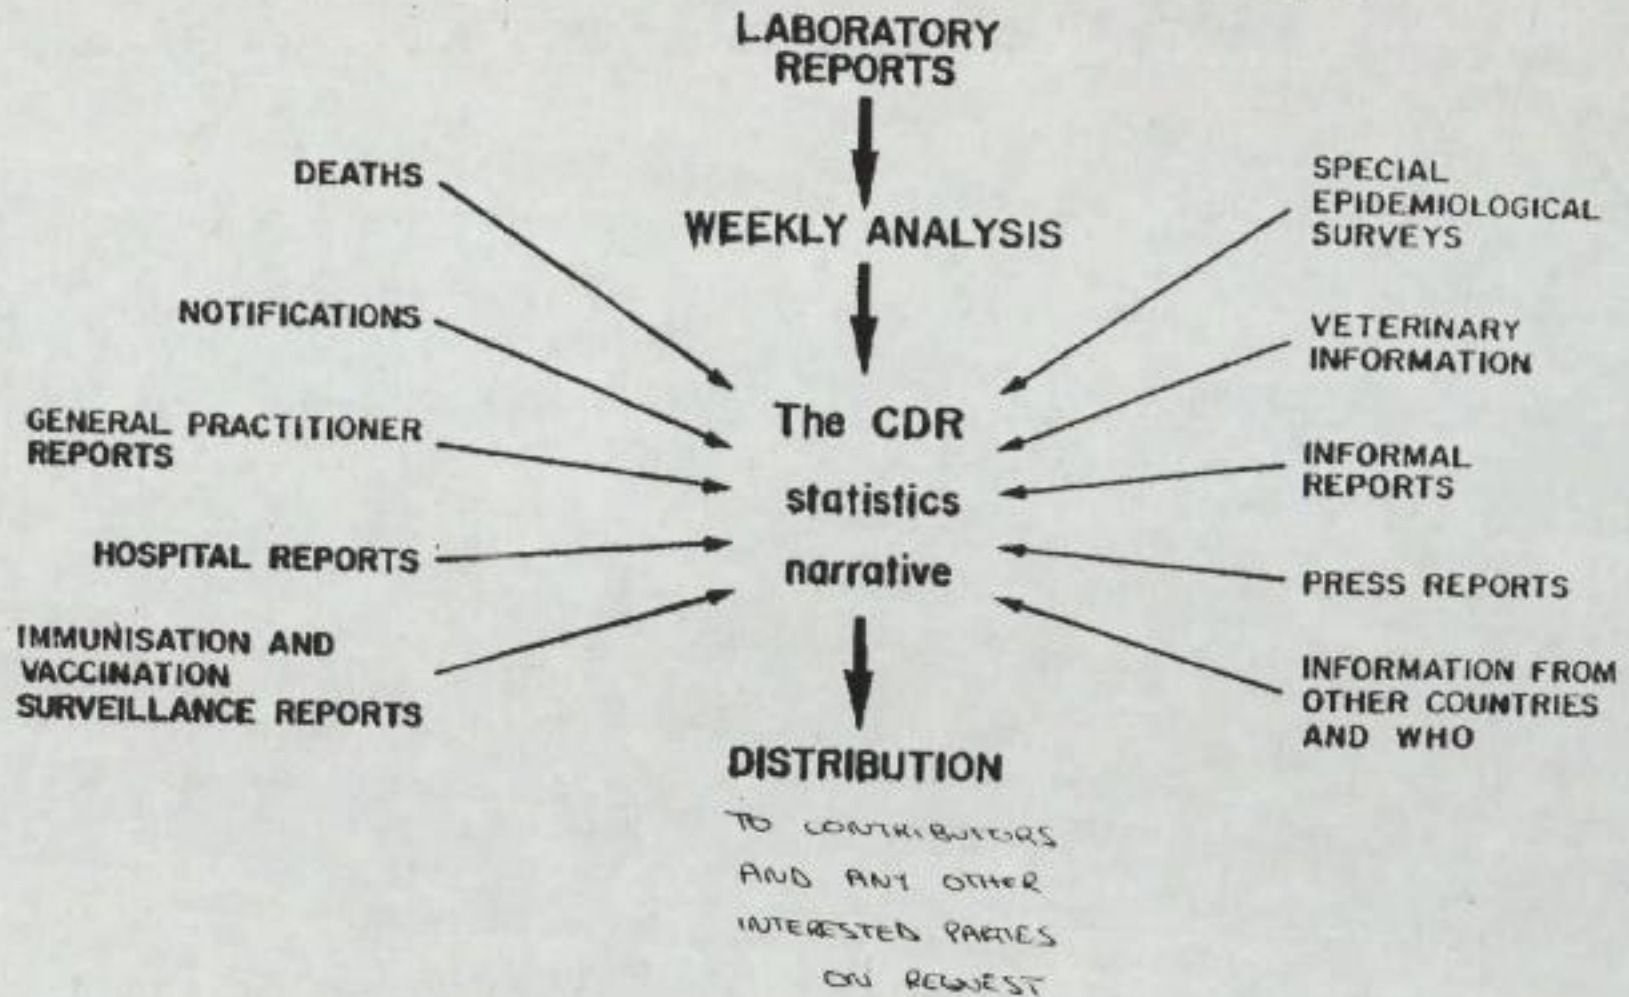 LABORATORY
REPORTS
WEEKLY ANALYSIS
DEATHS
NOTIFICATIONS
GENERAL PRACTITIONER
REPORTS
HOSPITAL REPORTS
IMMUNISATION AND
VACCINATION
SURVEILLANCE REPORTS
The CDR
statistics
narrative
SPECIAL
EPIDEMIOLOGICAL
SURVEYS
VETERINARY
INFORMATION
INFORMAL
REPORTS
PRESS REPORTS
INFORMATION FROM
OTHER COUNTRIES
AND WHO
DISTRIBUTION
TO CONTRIBUTORS
AND ANY OTHER
INTERESTED PARTIES
ON REQUEST